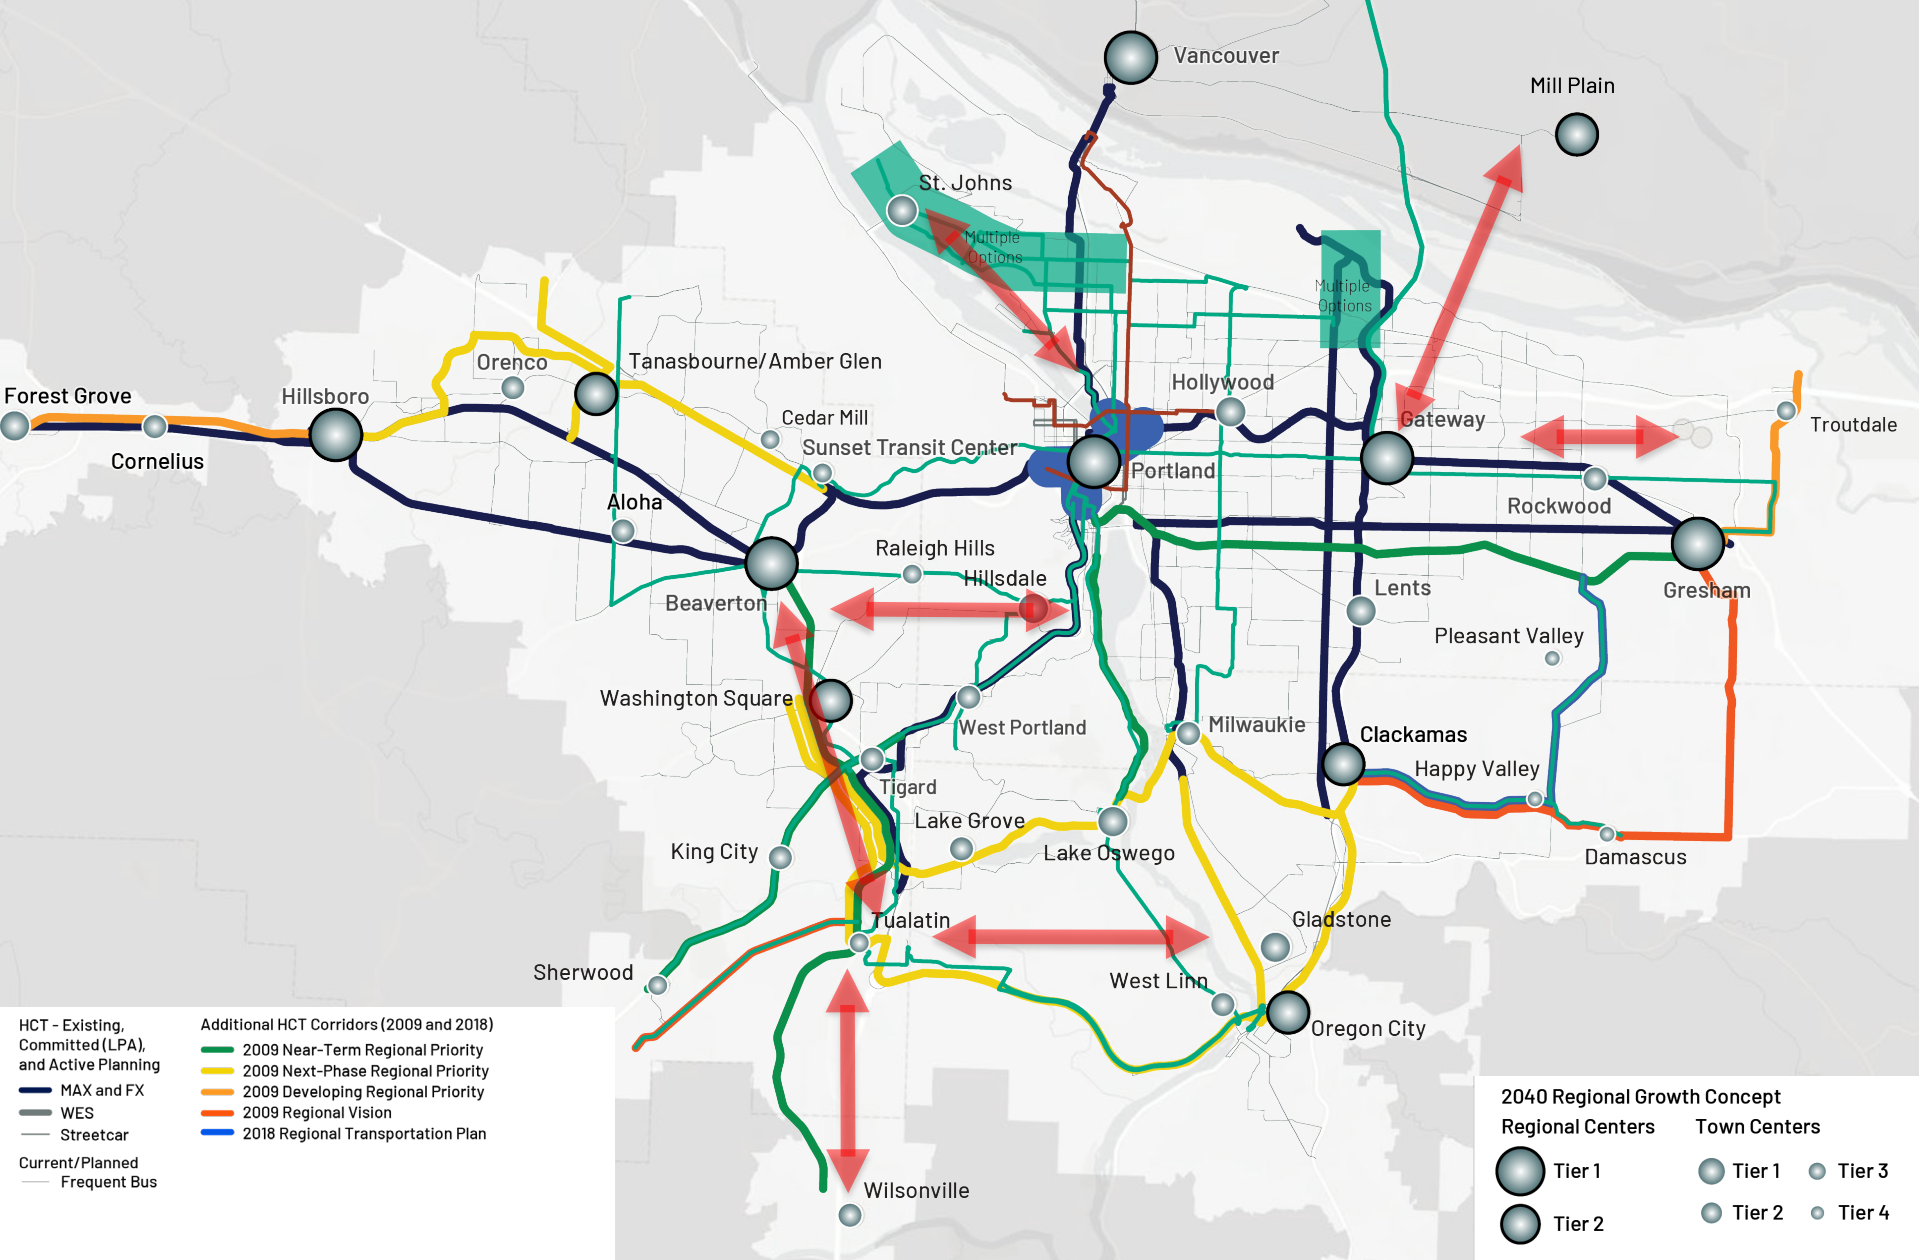 Vancouver
Mill Plain
St. Johns
Multiple
Options
Multiple
Options
Orenco
Tanasbourne/Amber Glen
Hollywood
Forest Grove
Hillsboro
Cedar Mill
Gateway
Troutdale
Cornelius
Sunset Transit Center
Portland
Aloha
Rockwood
Raleigh Hills
Hillsdale
Beaverton
Lents
Gresham
Pleasant Valley
Washington Square
West Portland
Milwaukie
Clackamas
Happy Valley
Tigard
Lake Grove
King City
Lake Oswego
Damascus
Tualatin
Gladstone
Sherwood
West Linn
Oregon City
Wilsonville
HCT - Existing,
Committed (LPA),
and Active Planning
MAX and FX
WES
Streetcar
Current/Planned
Frequent Bus
Additional HCT Corridors (2009 and 2018)
2009 Near-Term Regional Priority
2009 Next-Phase Regional Priority
2009 Developing Regional Priority
2009 Regional Vision
2018 Regional Transportation Plan
2040 Regional Growth Concept
Regional Centers
Tier 1
Tier 2
Town Centers
Tier 1
Tier 3
Tier 2
Tier 4